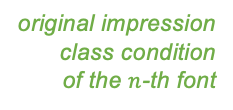 original impression
class condition
of the n-th font